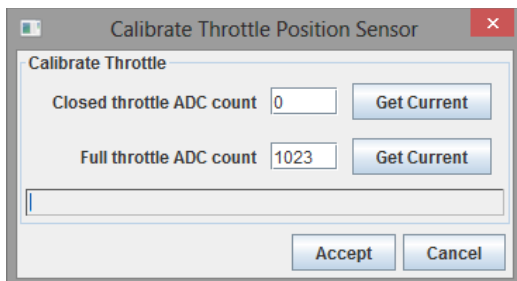 Calibrate Throttle Position Sensor
Calibrate Throttle
Closed throttle ADC count 0 Get Current
Full throttle ADC count 1023 Get Current
Accept Cancel